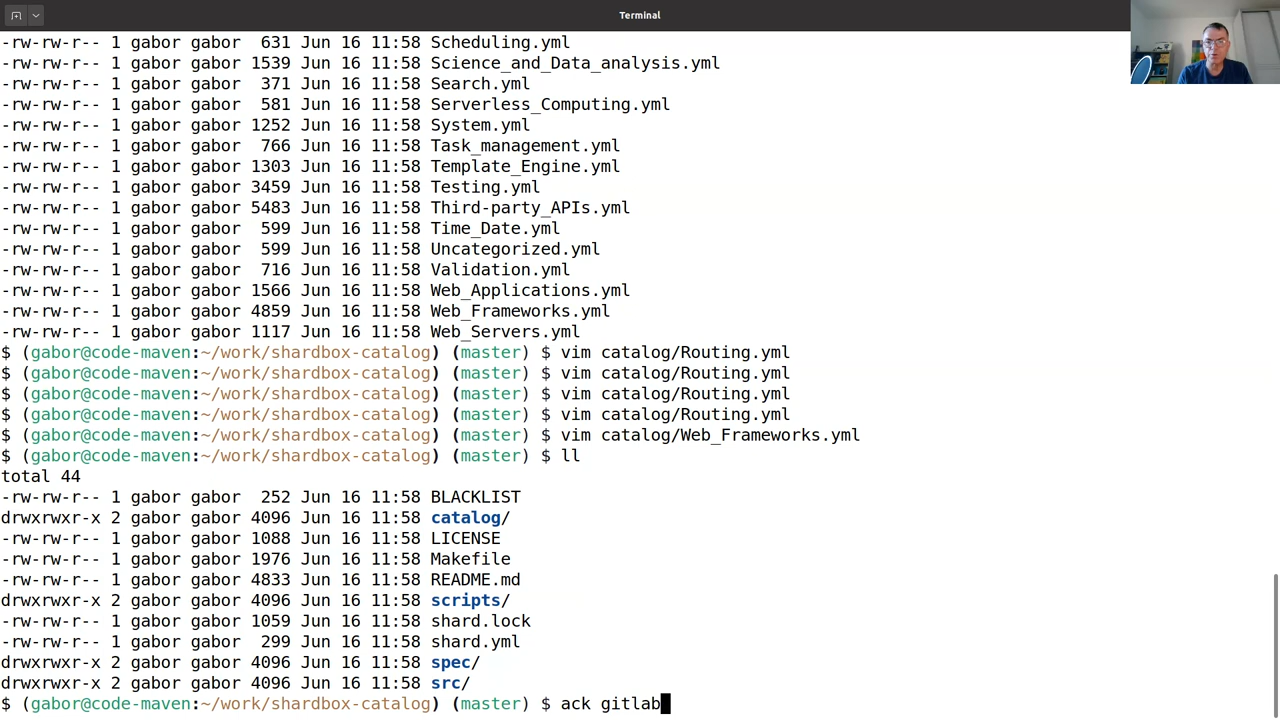 Terminal
-rw-rw-r-- 1 gabor gabor  631 Jun 16 11:58 Scheduling.yml
-rw-rw-r-- 1 gabor gabor 1539 Jun 16 11:58 Science_and_Data_analysis.yml
-rw-rw-r-- 1 gabor gabor  371 Jun 16 11:58 Search.yml
-rw-rw-r-- 1 gabor gabor  581 Jun 16 11:58 Serverless_Computing.yml
-rw-rw-r-- 1 gabor gabor 1252 Jun 16 11:58 System.yml
-rw-rw-r-- 1 gabor gabor  766 Jun 16 11:58 Task_management.yml
-rw-rw-r-- 1 gabor gabor 1303 Jun 16 11:58 Template_Engine.yml
-rw-rw-r-- 1 gabor gabor 3459 Jun 16 11:58 Testing.yml
-rw-rw-r-- 1 gabor gabor 5483 Jun 16 11:58 Third-party_APIs.yml
-rw-rw-r-- 1 gabor gabor  599 Jun 16 11:58 Time_Date.yml
-rw-rw-r-- 1 gabor gabor  599 Jun 16 11:58 Uncategorized.yml
-rw-rw-r-- 1 gabor gabor  716 Jun 16 11:58 Validation.yml
-rw-rw-r-- 1 gabor gabor 1566 Jun 16 11:58 Web_Applications.yml
-rw-rw-r-- 1 gabor gabor 4859 Jun 16 11:58 Web_Frameworks.yml
-rw-rw-r-- 1 gabor gabor 1117 Jun 16 11:58 Web_Servers.yml
$ (gabor@code-maven:~/work/shardbox-catalog) (master) $ vim catalog/Routing.yml
$ (gabor@code-maven:~/work/shardbox-catalog) (master) $ vim catalog/Routing.yml
$ (gabor@code-maven:~/work/shardbox-catalog) (master) $ vim catalog/Routing.yml
$ (gabor@code-maven:~/work/shardbox-catalog) (master) $ vim catalog/Routing.yml
$ (gabor@code-maven:~/work/shardbox-catalog) (master) $ vim catalog/Web_Frameworks.yml
$ (gabor@code-maven:~/work/shardbox-catalog) (master) $ ll
total 44
-rw-rw-r-- 1 gabor gabor  252 Jun 16 11:58 BLACKLIST
drwxrwxr-x 2 gabor gabor 4096 Jun 16 11:58 catalog/
-rw-rw-r-- 1 gabor gabor 1088 Jun 16 11:58 LICENSE
-rw-rw-r-- 1 gabor gabor 1976 Jun 16 11:58 Makefile
-rw-rw-r-- 1 gabor gabor 4833 Jun 16 11:58 README.md
drwxrwxr-x 2 gabor gabor 4096 Jun 16 11:58 scripts/
-rw-rw-r-- 1 gabor gabor 1059 Jun 16 11:58 shard.lock
-rw-rw-r-- 1 gabor gabor  299 Jun 16 11:58 shard.yml
drwxrwxr-x 2 gabor gabor 4096 Jun 16 11:58 spec/
drwxrwxr-x 2 gabor gabor 4096 Jun 16 11:58 src/
$ (gabor@code-maven:~/work/shardbox-catalog) (master) $ ack gitlab